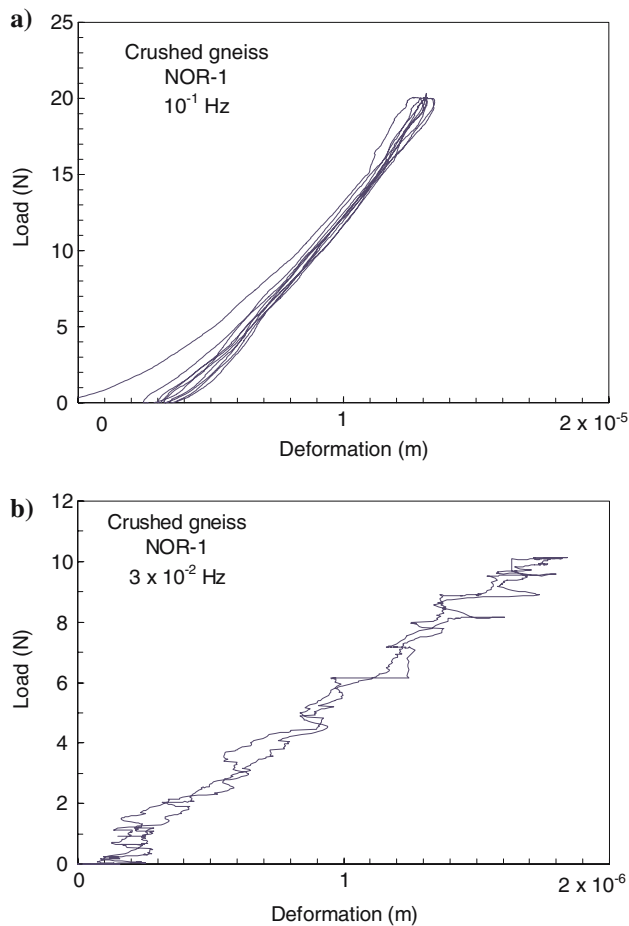 a)
Crushed gneiss
NOR-1
10⁻¹ Hz
25
20
15
10
5
0
Load (N)
0 1 2 x 10⁻⁵
Deformation (m)
b)
Crushed gneiss
NOR-1
3 x 10⁻² Hz
12
10
8
6
4
2
0
Load (N)
0 1 2 x 10⁻⁶
Deformation (m)